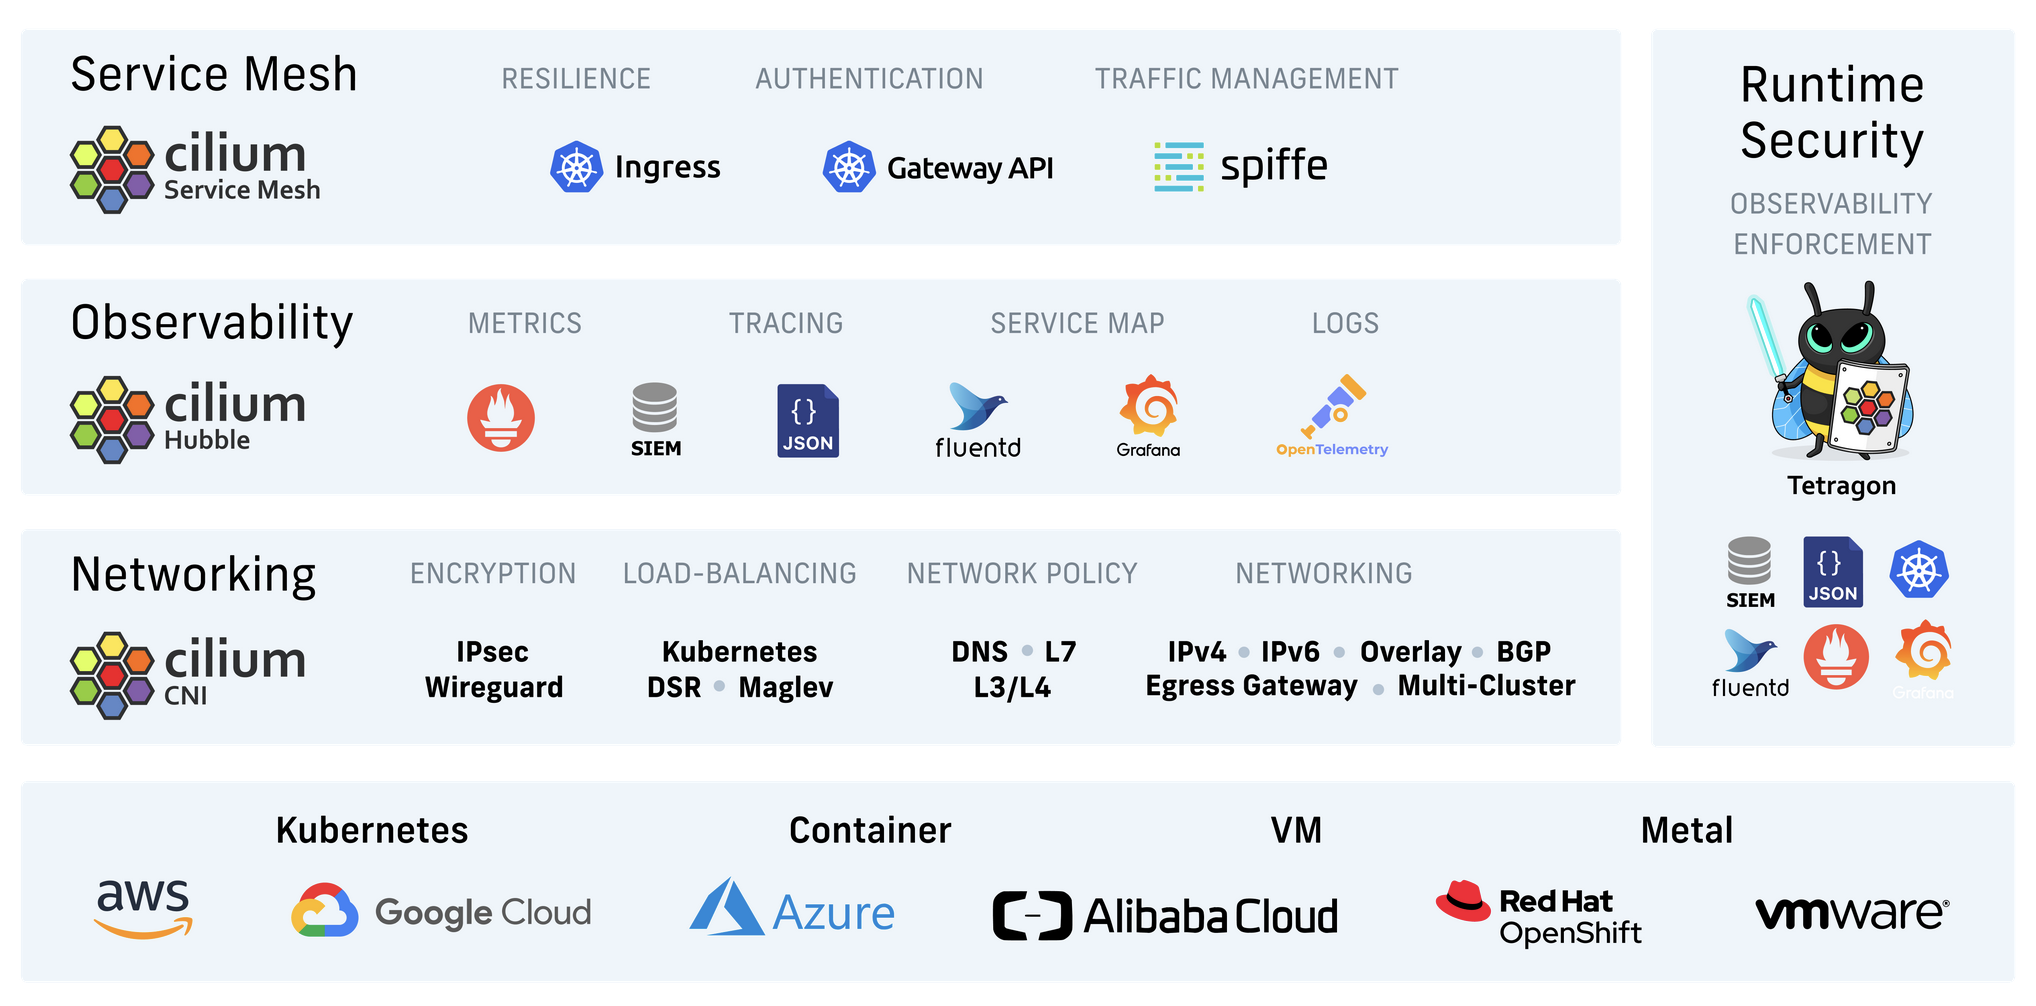 Service Mesh
RESILIENCE
AUTHENTICATION
TRAFFIC MANAGEMENT
cilium
Service Mesh
Ingress
Gateway API
spiffe
Observability
METRICS
TRACING
SERVICE MAP
LOGS
cilium
Hubble
SIEM
{}
JSON
fluentd
Grafana
OpenTelemetry
Networking
ENCRYPTION
LOAD-BALANCING
NETWORK POLICY
NETWORKING
cilium
CNI
IPsec
Wireguard
Kubernetes
DSR • Maglev
DNS • L7
L3/L4
IPv4 • IPv6 • Overlay • BGP
Egress Gateway • Multi-Cluster
Runtime
Security
OBSERVABILITY
ENFORCEMENT
Tetragon
SIEM
{}
JSON
fluentd
Grafana
Kubernetes
Container
VM
Metal
aws
Google Cloud
Azure
Alibaba Cloud
Red Hat
OpenShift
vmware®